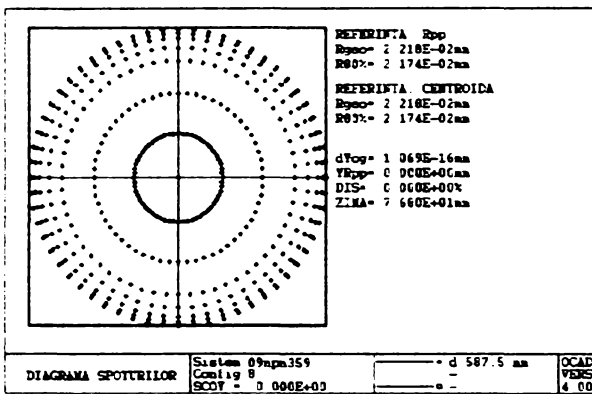 REFERINTA Rpp
Rgeo= 2 218E-02mm
R80%= 2 174E-02mm
REFERINTA CENTROIDA
Rgeo= 2 218E-02mm
R80%= 2 174E-02mm
dYog= 1 069E-16mm
YRpp= 0 000E+00mm
DIS= 0 000E+00%
ZIMA= 7 660E+01mm
DIAGRAMA SPOTURILOR
Sistem 09npm359
Config 8
SCOV = 0 000E+00
d 587.5 nm
OCAD
VERS
4 00